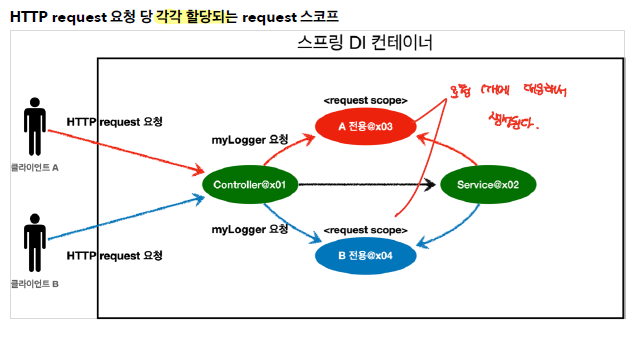 HTTP request 요청 당 각각 할당되는 request 스코프
스프링 DI 컨테이너
<request scope>
HTTP request 요청
A 전용@x03
요청 1개에 대응해서
생성된다.
myLogger 요청
클라이언트 A
Controller@x01
Service@x02
myLogger 요청
<request scope>
HTTP request 요청
B 전용@x04
클라이언트 B